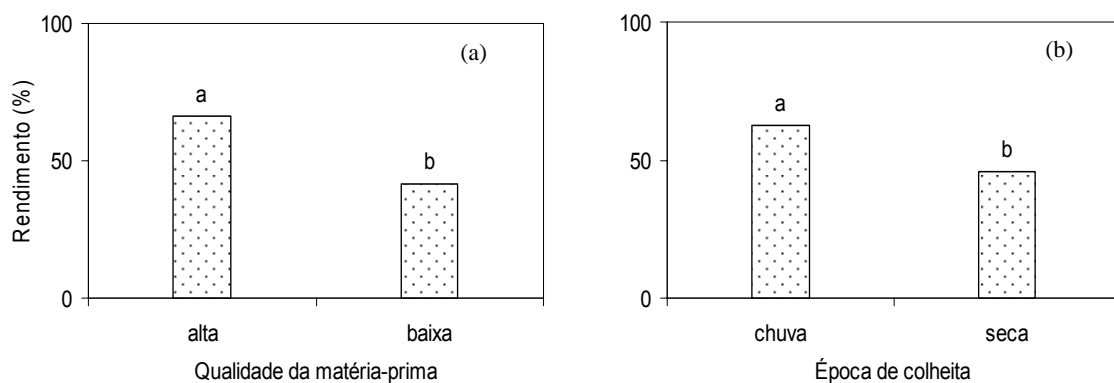 100
(a)
a
Rendimento (%)
50
b
0
alta baixa
Qualidade da matéria-prima
100
(b)
a
50
b
0
chuva seca
Época de colheita